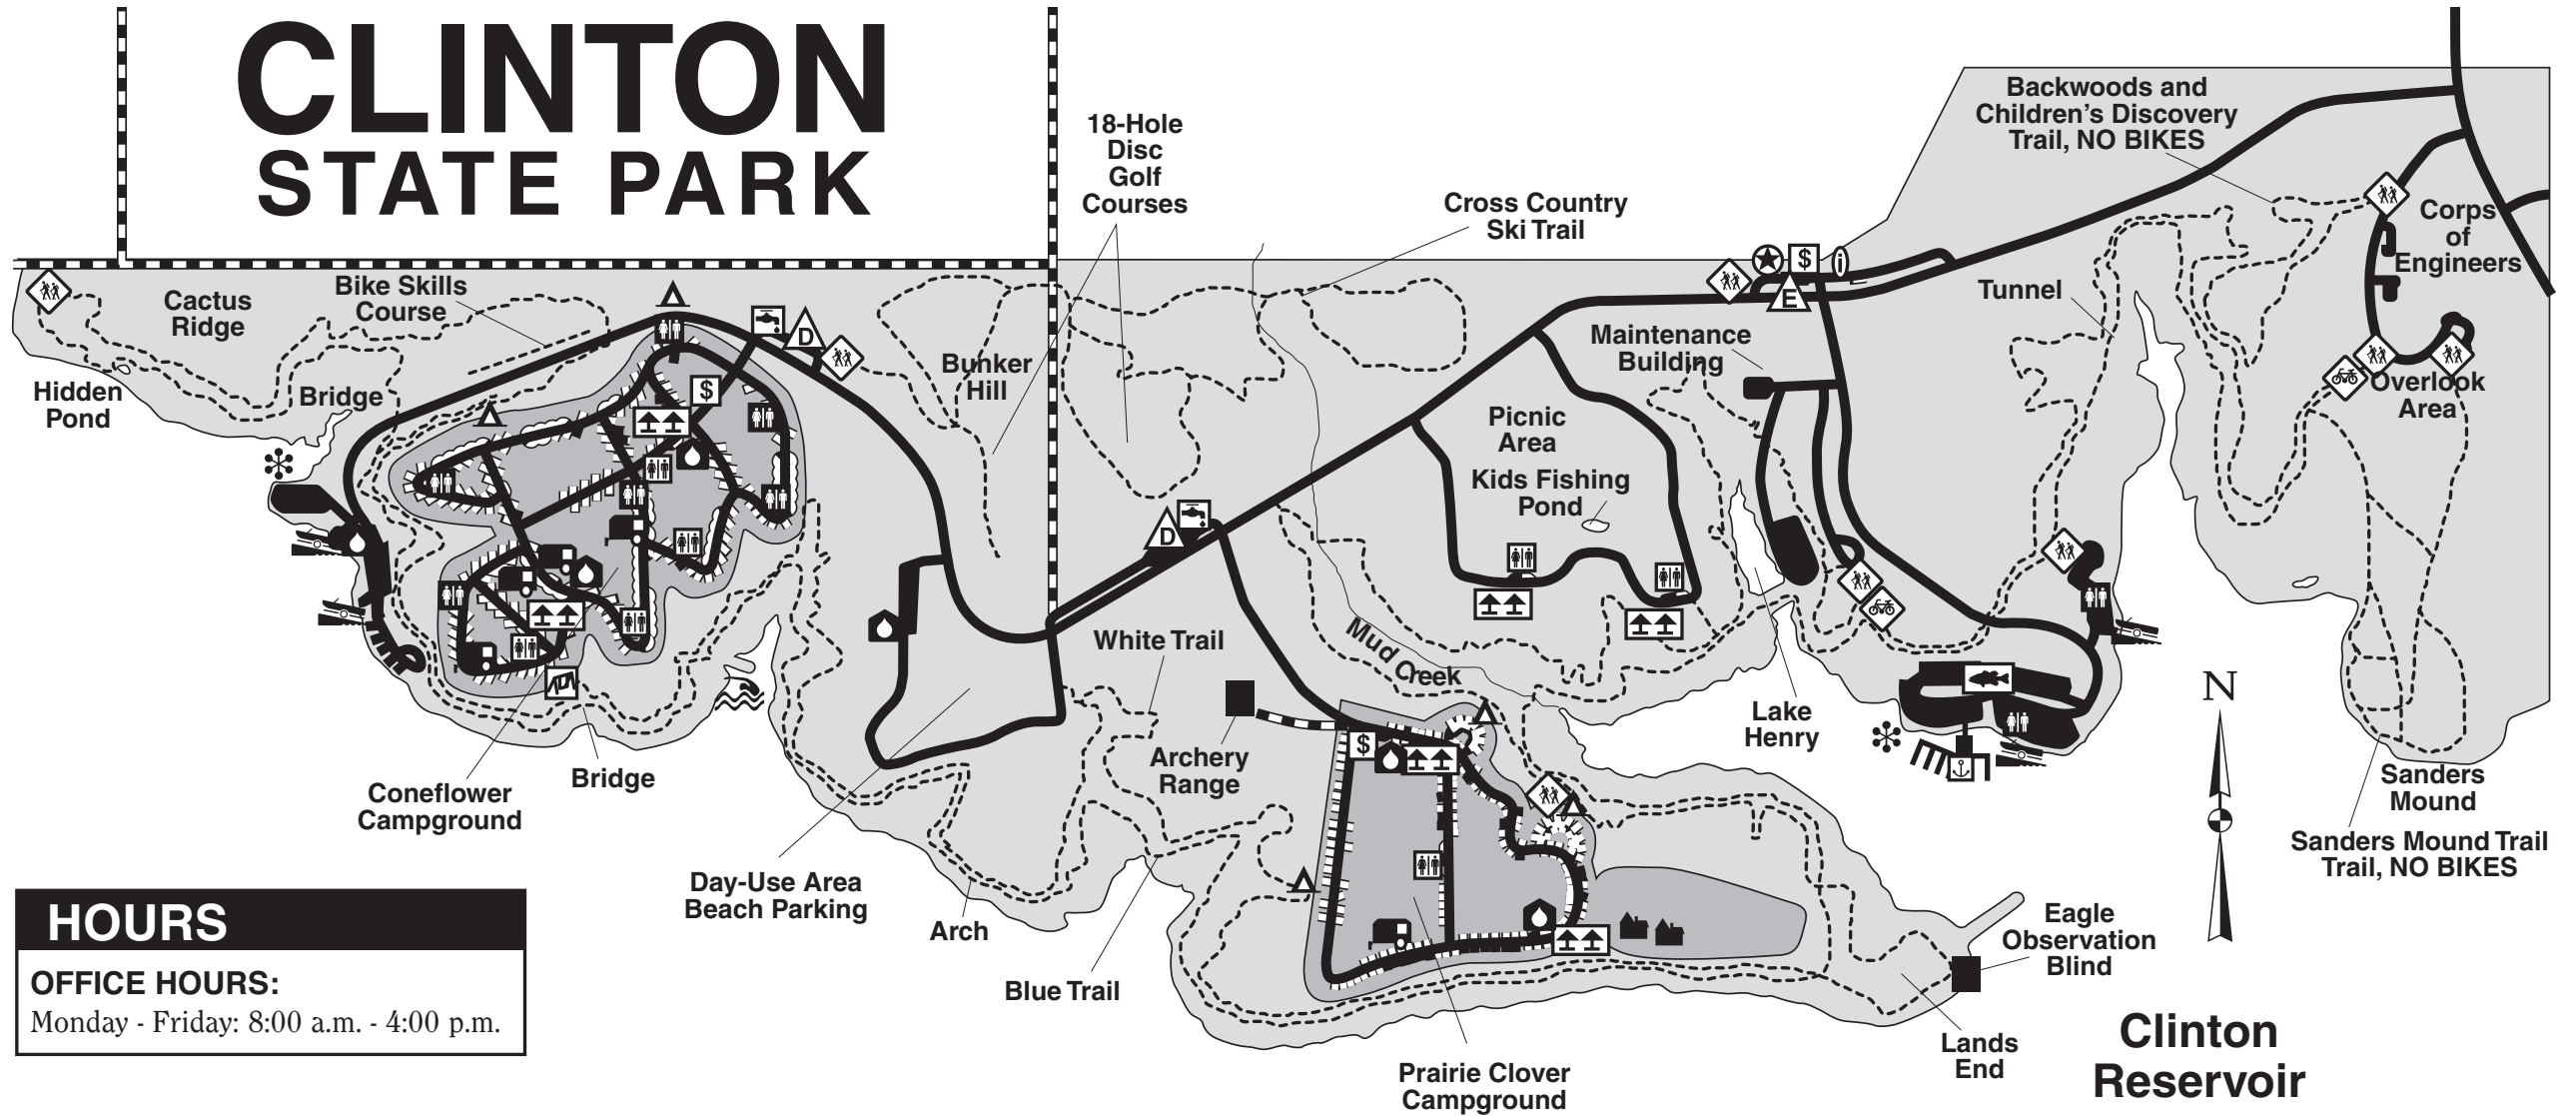 CLINTON
STATE PARK
18-Hole
Disc
Golf
Courses
Cross Country
Ski Trail
Backwoods and
Children's Discovery
Trail, NO BIKES
Corps
of
Engineers
Cactus
Ridge
Bike Skills
Course
Hidden
Pond
Bridge
$
D
Bunker
Hill
$
i
E
Maintenance
Building
Tunnel
Overlook
Area
Picnic
Area
Kids Fishing
Pond
D
White Trail
Mud Creek
Archery
Range
$
Lake
Henry
N
Sanders
Mound
Sanders Mound Trail
Trail, NO BIKES
Coneflower
Campground
Bridge
Day-Use Area
Beach Parking
Arch
Blue Trail
Eagle
Observation
Blind
Lands
End
Prairie Clover
Campground
Clinton
Reservoir
HOURS
OFFICE HOURS:
Monday - Friday: 8:00 a.m. - 4:00 p.m.